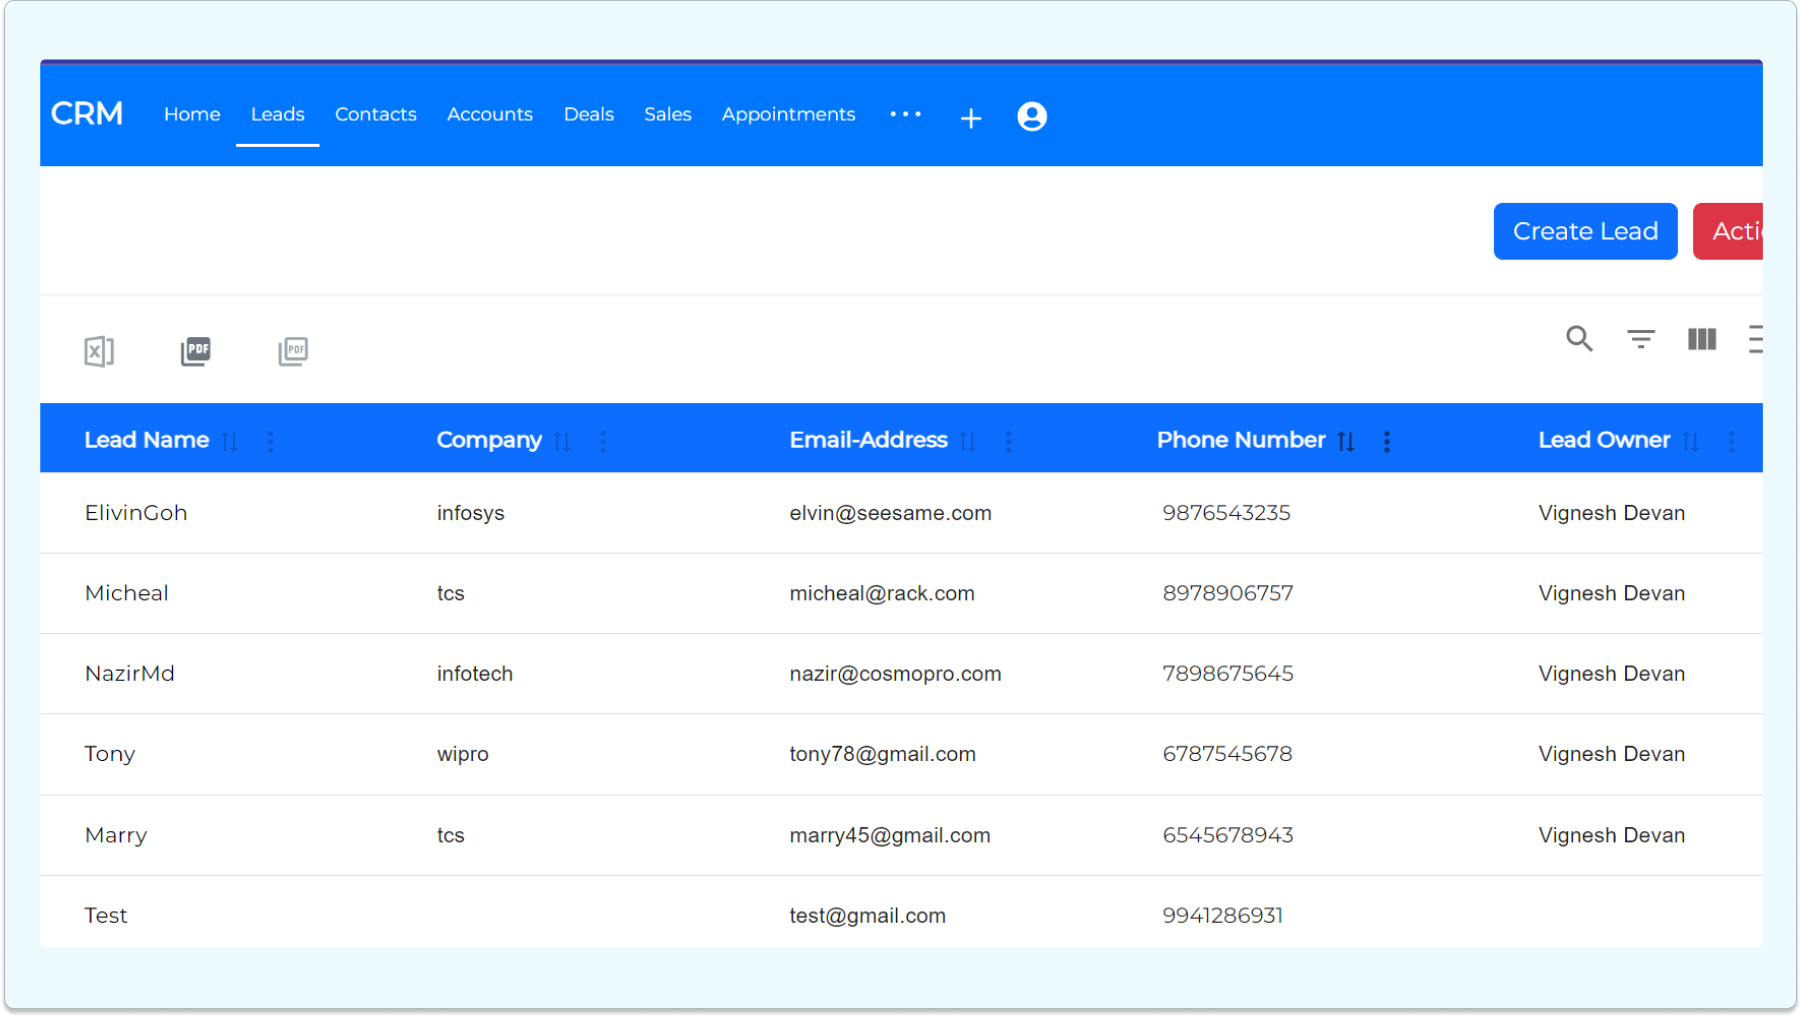 CRM Home Leads Contacts Accounts Deals Sales Appointments
Create Lead Acti
PDF PDF
Lead Name Company Email-Address Phone Number Lead Owner
ElivinGoh infosys elvin@seesame.com 9876543235 Vignesh Devan
Micheal tcs micheal@rack.com 8978906757 Vignesh Devan
NazirMd infotech nazir@cosmopro.com 7898675645 Vignesh Devan
Tony wipro tony78@gmail.com 6787545678 Vignesh Devan
Marry tcs marry45@gmail.com 6545678943 Vignesh Devan
Test test@gmail.com 9941286931